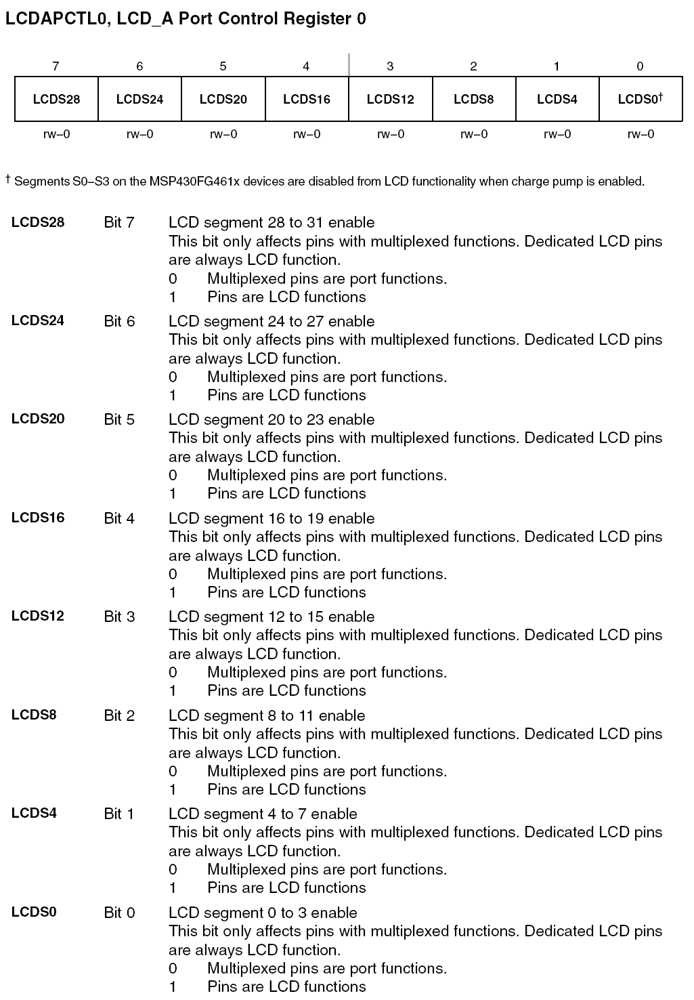 LCDAPCTL0, LCD_A Port Control Register 0
7 6 5 4 3 2 1 0
LCDS28 LCDS24 LCDS20 LCDS16 LCDS12 LCDS8 LCDS4 LCDS0†
rw−0 rw−0 rw−0 rw−0 rw−0 rw−0 rw−0 rw−0
† Segments S0−S3 on the MSP430FG461x devices are disabled from LCD functionality when charge pump is enabled.
LCDS28 Bit 7 LCD segment 28 to 31 enable
This bit only affects pins with multiplexed functions. Dedicated LCD pins
are always LCD function.
0 Multiplexed pins are port functions.
1 Pins are LCD functions
LCDS24 Bit 6 LCD segment 24 to 27 enable
This bit only affects pins with multiplexed functions. Dedicated LCD pins
are always LCD function.
0 Multiplexed pins are port functions.
1 Pins are LCD functions
LCDS20 Bit 5 LCD segment 20 to 23 enable
This bit only affects pins with multiplexed functions. Dedicated LCD pins
are always LCD function.
0 Multiplexed pins are port functions.
1 Pins are LCD functions
LCDS16 Bit 4 LCD segment 16 to 19 enable
This bit only affects pins with multiplexed functions. Dedicated LCD pins
are always LCD function.
0 Multiplexed pins are port functions.
1 Pins are LCD functions
LCDS12 Bit 3 LCD segment 12 to 15 enable
This bit only affects pins with multiplexed functions. Dedicated LCD pins
are always LCD function.
0 Multiplexed pins are port functions.
1 Pins are LCD functions
LCDS8 Bit 2 LCD segment 8 to 11 enable
This bit only affects pins with multiplexed functions. Dedicated LCD pins
are always LCD function.
0 Multiplexed pins are port functions.
1 Pins are LCD functions
LCDS4 Bit 1 LCD segment 4 to 7 enable
This bit only affects pins with multiplexed functions. Dedicated LCD pins
are always LCD function.
0 Multiplexed pins are port functions.
1 Pins are LCD functions
LCDS0 Bit 0 LCD segment 0 to 3 enable
This bit only affects pins with multiplexed functions. Dedicated LCD pins
are always LCD function.
0 Multiplexed pins are port functions.
1 Pins are LCD functions